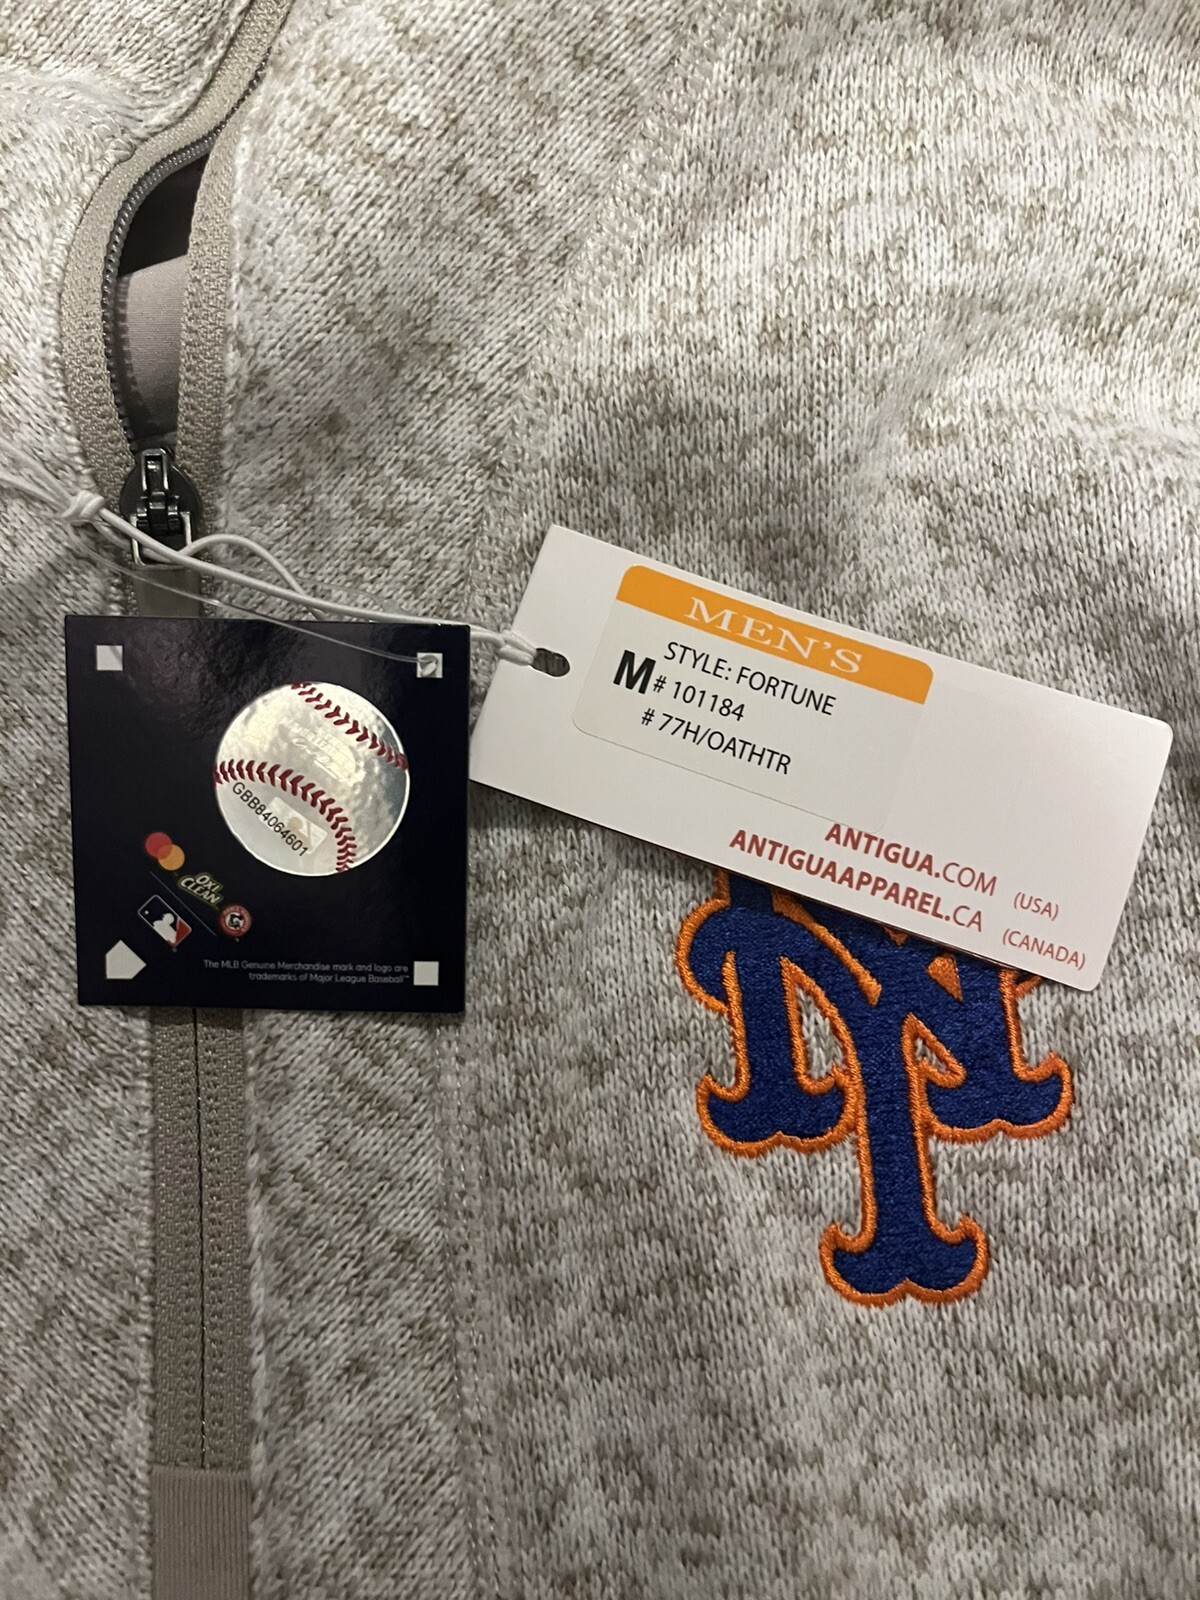 MEN'S
STYLE: FORTUNE
M # 101184
# 77H/OATHTR
ANTIGUA.COM (USA)
ANTIGUAAPPAREL.CA (CANADA)
GBB84064601
OXI
CLEAN
The MLB Genuine Merchandise mark and logo are
trademarks of Major League Baseball™
NY